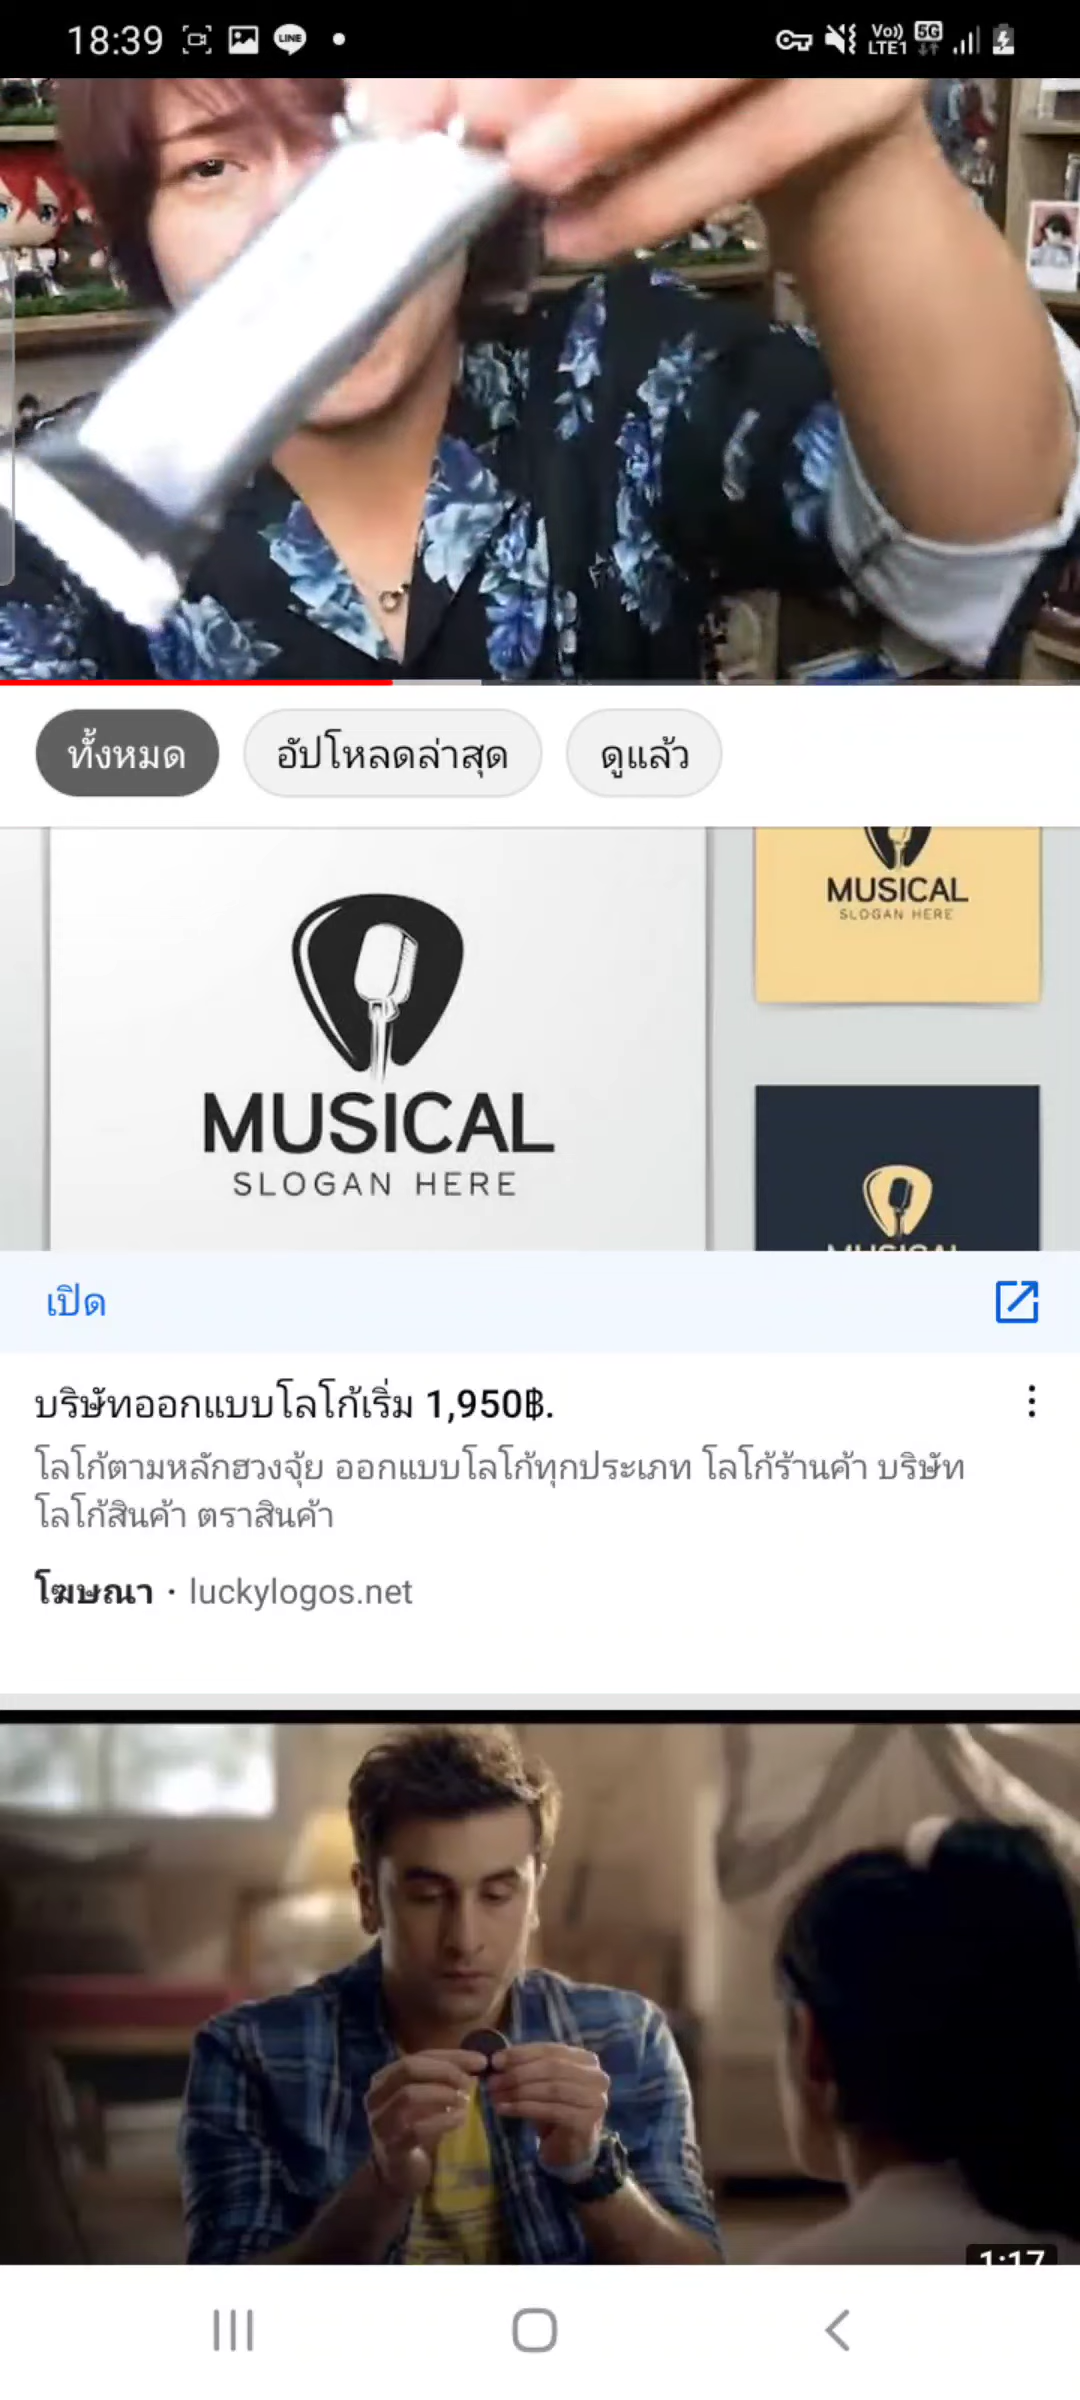 18:39
LINE
Vo)) 5G
LTE1
ทั้งหมด
อัปโหลดล่าสุด
ดูแล้ว
MUSICAL
SLOGAN HERE
MUSICAL
SLOGAN HERE
MUSICAL
เปิด
บริษัทออกแบบโลโก้เริ่ม 1,950฿.
โลโก้ตามหลักฮวงจุ้ย ออกแบบโลโก้ทุกประเภท โลโก้ร้านค้า บริษัท
โลโก้สินค้า ตราสินค้า
โฆษณา · luckylogos.net
1:17